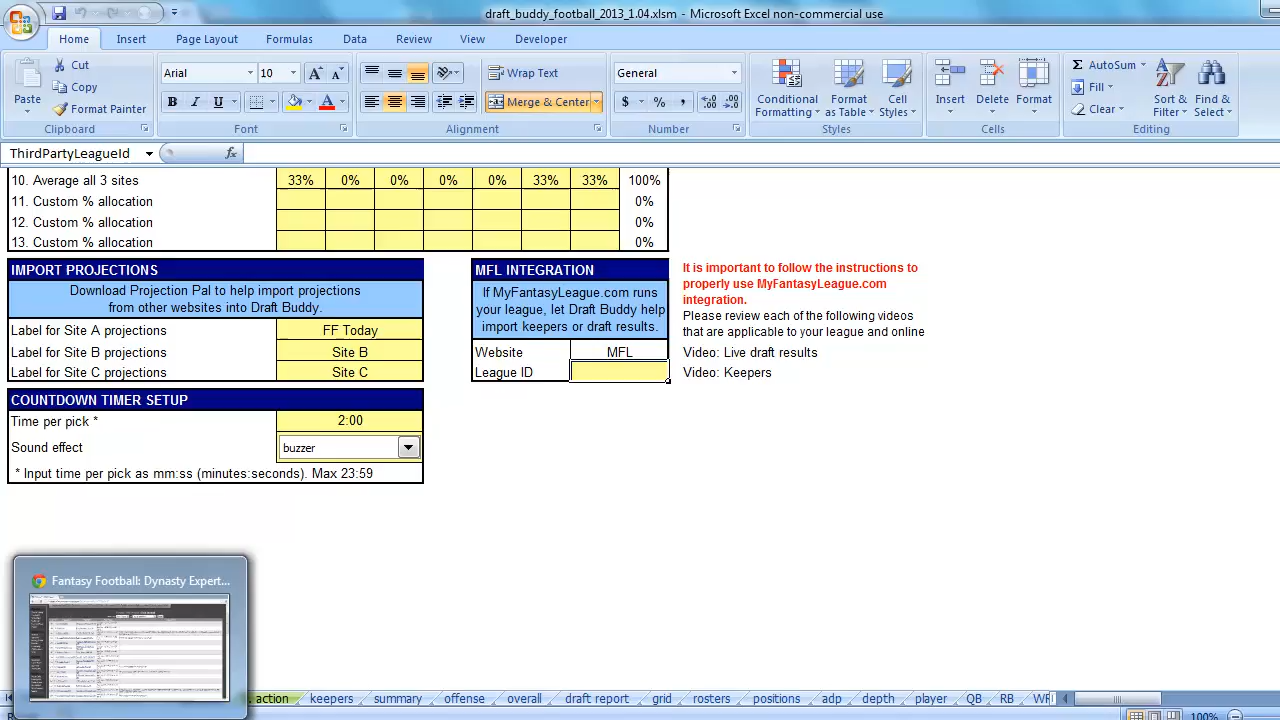 draft_buddy_football_2013_1.04.xlsm - Microsoft Excel non-commercial use
Home Insert Page Layout Formulas Data Review View Developer
Paste
Cut
Copy
Format Painter
Clipboard
Arial 10
B I U
Font
Wrap Text
Merge & Center
Alignment
General
$ % ,
Number
Conditional Formatting
Format as Table
Cell Styles
Styles
Insert Delete Format
Cells
Σ AutoSum
Fill
Clear
Sort & Filter
Find & Select
Editing
ThirdPartyLeagueId fx
10. Average all 3 sites 33% 0% 0% 0% 0% 33% 33% 100%
11. Custom % allocation 0%
12. Custom % allocation 0%
13. Custom % allocation 0%
IMPORT PROJECTIONS
Download Projection Pal to help import projections
from other websites into Draft Buddy.
Label for Site A projections FF Today
Label for Site B projections Site B
Label for Site C projections Site C
MFL INTEGRATION
If MyFantasyLeague.com runs
your league, let Draft Buddy help
import keepers or draft results.
Website MFL
League ID
It is important to follow the instructions to
properly use MyFantasyLeague.com
integration.
Please review each of the following videos
that are applicable to your league and online
Video: Live draft results
Video: Keepers
COUNTDOWN TIMER SETUP
Time per pick * 2:00
Sound effect buzzer
* Input time per pick as mm:ss (minutes:seconds). Max 23:59
Fantasy Football: Dynasty Expert...
action keepers summary offense overall draft report grid rosters positions adp depth player QB RB
100%